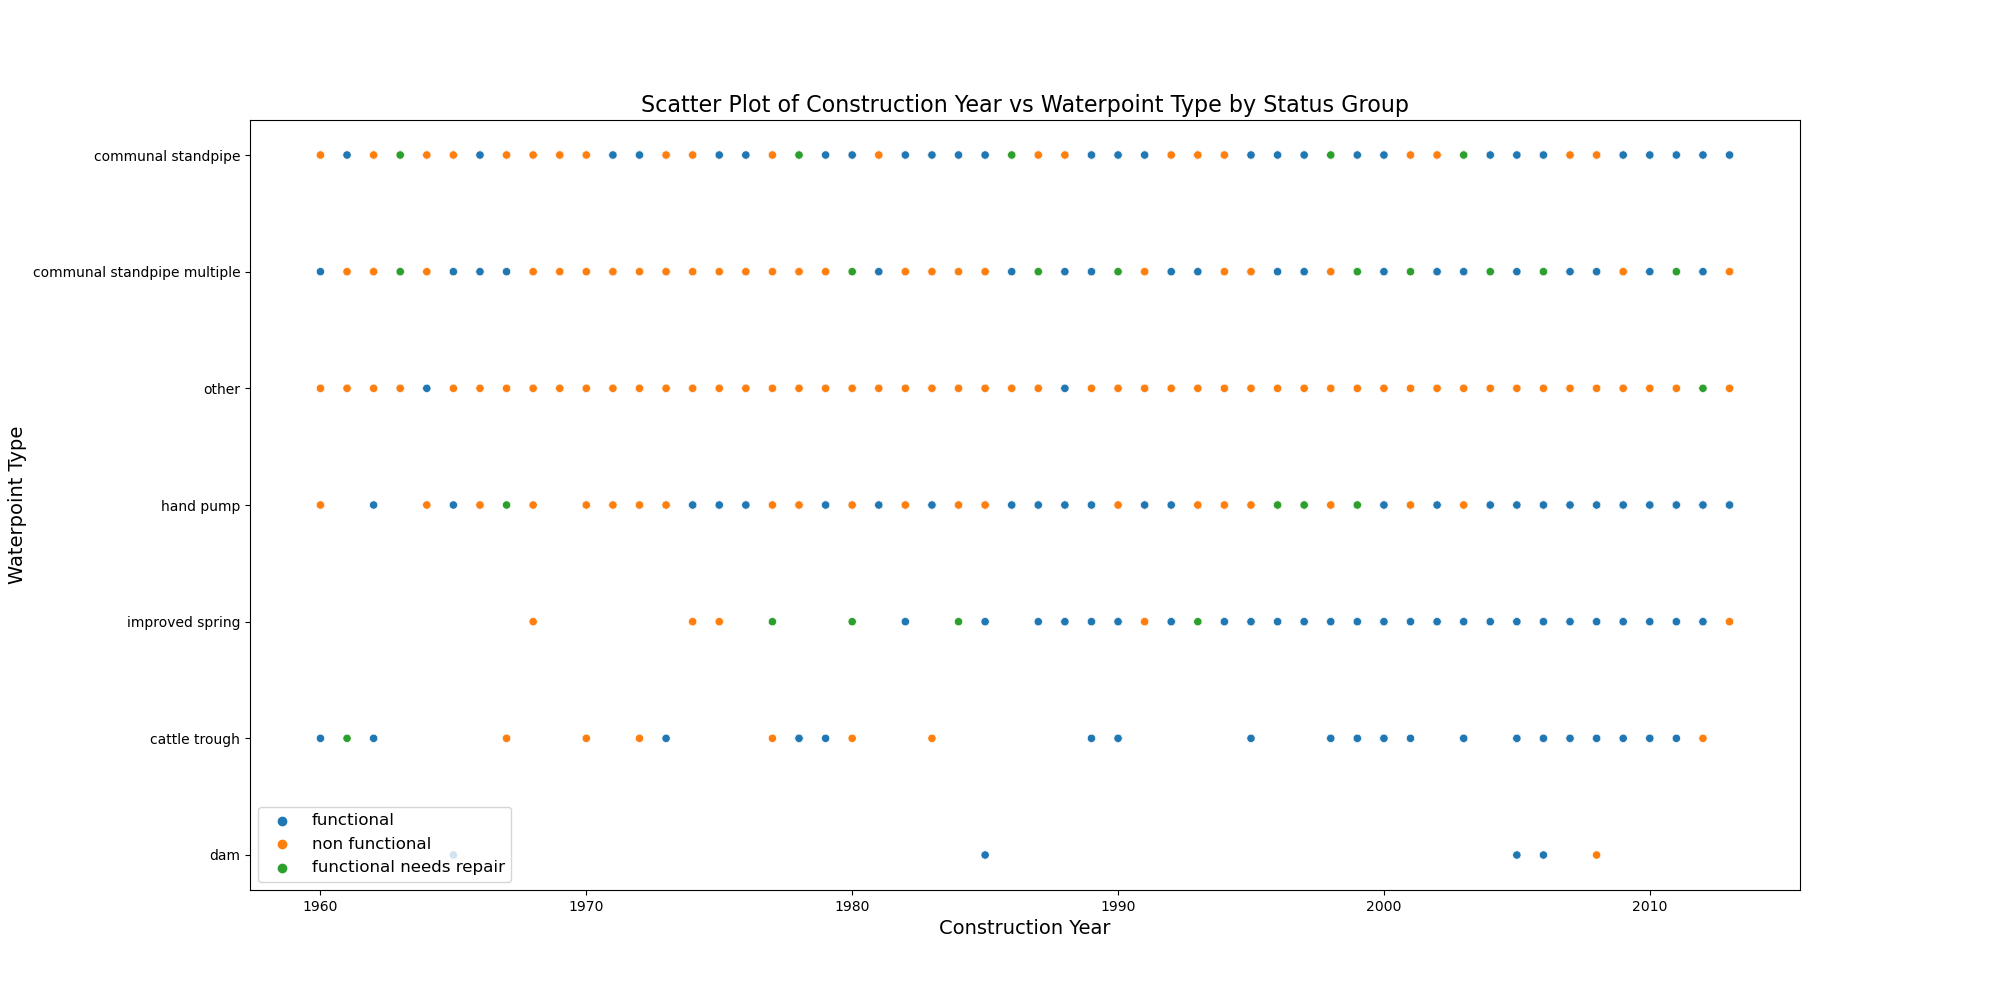 Scatter Plot of Construction Year vs Waterpoint Type by Status Group
communal standpipe
communal standpipe multiple
other
hand pump
improved spring
cattle trough
dam
Waterpoint Type
functional
non functional
functional needs repair
1960 1970 1980 1990 2000 2010
Construction Year